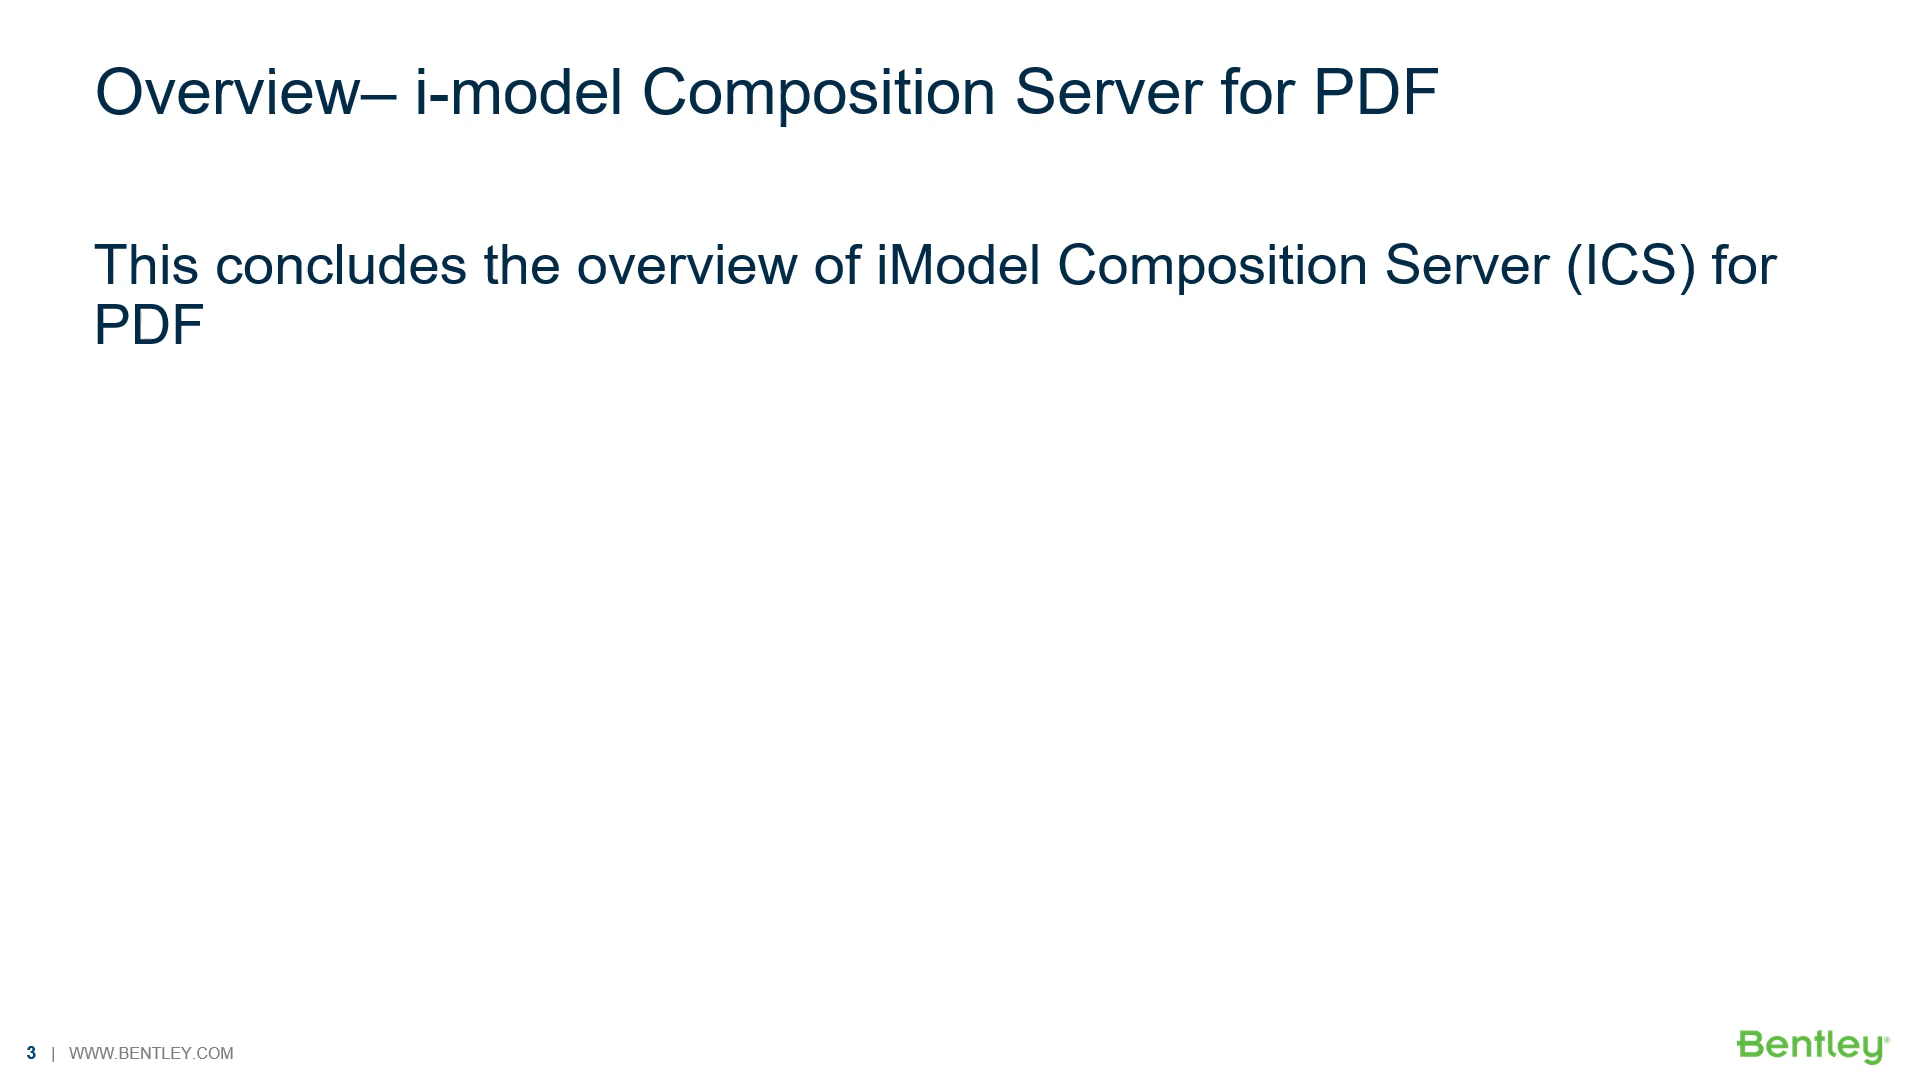 Overview– i-model Composition Server for PDF
This concludes the overview of iModel Composition Server (ICS) for
PDF
3 | WWW.BENTLEY.COM
Bentley®